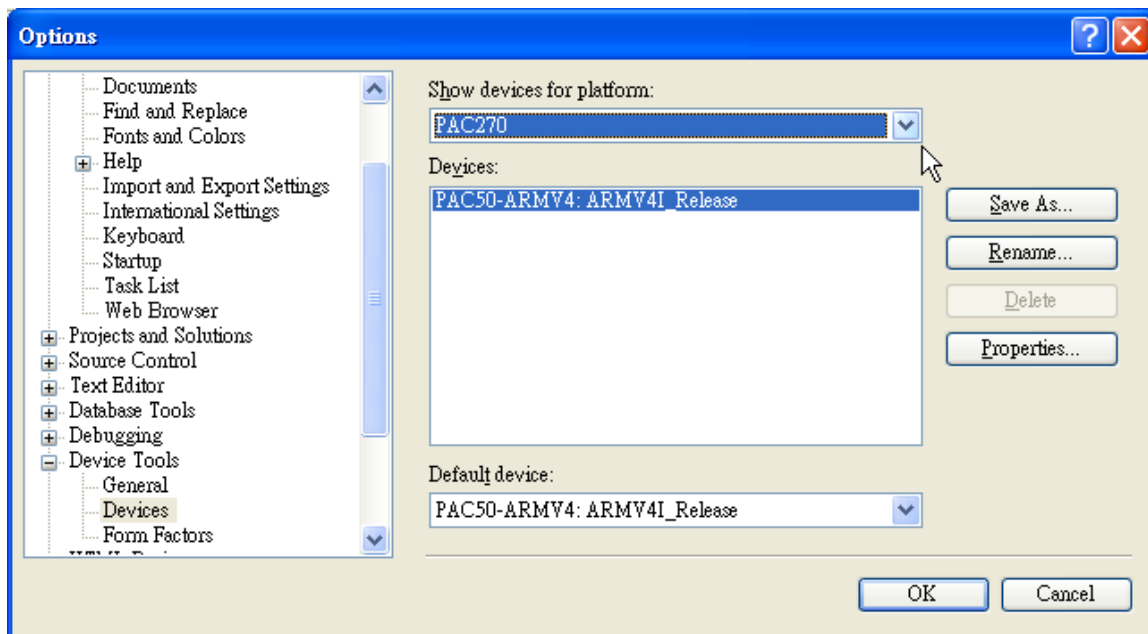 Options
Documents
Find and Replace
Fonts and Colors
Help
Import and Export Settings
International Settings
Keyboard
Startup
Task List
Web Browser
Projects and Solutions
Source Control
Text Editor
Database Tools
Debugging
Device Tools
General
Devices
Form Factors
Show devices for platform:
PAC270
Devices:
PAC50-ARMV4: ARMV4I_Release
Save As...
Rename...
Delete
Properties...
Default device:
PAC50-ARMV4: ARMV4I_Release
OK
Cancel